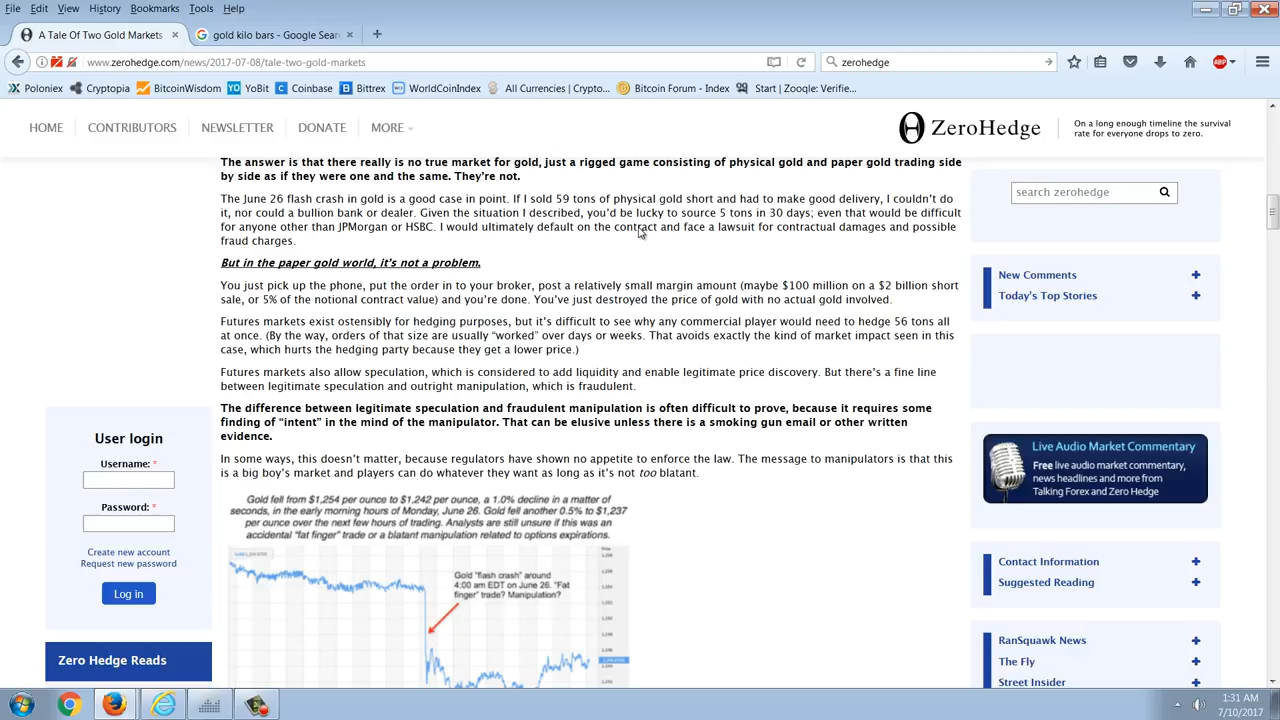 File Edit View History Bookmarks Tools Help
A Tale Of Two Gold Markets × gold kilo bars - Google Sear × +
www.zerohedge.com/news/2017-07-08/tale-two-gold-markets zerohedge
Poloniex Cryptopia BitcoinWisdom YoBit Coinbase Bittrex WorldCoinIndex All Currencies | Crypto... Bitcoin Forum - Index Start | Zooqle: Verifie...
HOME CONTRIBUTORS NEWSLETTER DONATE MORE
ZeroHedge
On a long enough timeline the survival
rate for everyone drops to zero.
The answer is that there really is no true market for gold, just a rigged game consisting of physical gold and paper gold trading side
by side as if they were one and the same. They're not.
The June 26 flash crash in gold is a good case in point. If I sold 59 tons of physical gold short and had to make good delivery, I couldn't do
it, nor could a bullion bank or dealer. Given the situation I described, you'd be lucky to source 5 tons in 30 days; even that would be difficult
for anyone other than JPMorgan or HSBC. I would ultimately default on the contract and face a lawsuit for contractual damages and possible
fraud charges.
But in the paper gold world, it's not a problem.
You just pick up the phone, put the order in to your broker, post a relatively small margin amount (maybe $100 million on a $2 billion short
sale, or 5% of the notional contract value) and you're done. You've just destroyed the price of gold with no actual gold involved.
Futures markets exist ostensibly for hedging purposes, but it's difficult to see why any commercial player would need to hedge 56 tons all
at once. (By the way, orders of that size are usually "worked" over days or weeks. That avoids exactly the kind of market impact seen in this
case, which hurts the hedging party because they get a lower price.)
Futures markets also allow speculation, which is considered to add liquidity and enable legitimate price discovery. But there's a fine line
between legitimate speculation and outright manipulation, which is fraudulent.
The difference between legitimate speculation and fraudulent manipulation is often difficult to prove, because it requires some
finding of "intent" in the mind of the manipulator. That can be elusive unless there is a smoking gun email or other written
evidence.
In some ways, this doesn't matter, because regulators have shown no appetite to enforce the law. The message to manipulators is that this
is a big boy's market and players can do whatever they want as long as it's not too blatant.
Gold fell from $1,254 per ounce to $1,242 per ounce, a 1.0% decline in a matter of
seconds, in the early morning hours of Monday, June 26. Gold fell another 0.5% to $1,237
per ounce over the next few hours of trading. Analysts are still unsure if this was an
accidental "fat finger" trade or a blatant manipulation related to options expirations.
Gold "flash crash" around
4:00 am EDT on June 26. "Fat
finger" trade? Manipulation?
User login
Username: *
Password: *
Create new account
Request new password
Log in
Zero Hedge Reads
search zerohedge
New Comments +
Today's Top Stories +
Live Audio Market Commentary
Free live audio market commentary,
news headlines and more from
Talking Forex and Zero Hedge
Contact Information +
Suggested Reading +
RanSquawk News +
The Fly +
Street Insider +
ABP
1:31 AM
7/10/2017